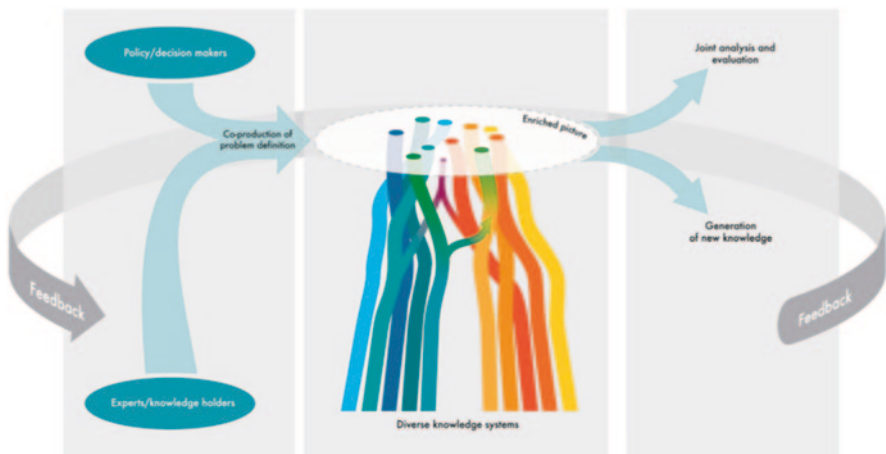 Policy/decision makers
Joint analysis and
evaluation
Enriched picture
Co-production of
problem definition
Generation
of new knowledge
Feedback
Feedback
Experts/knowledge holders
Diverse knowledge systems